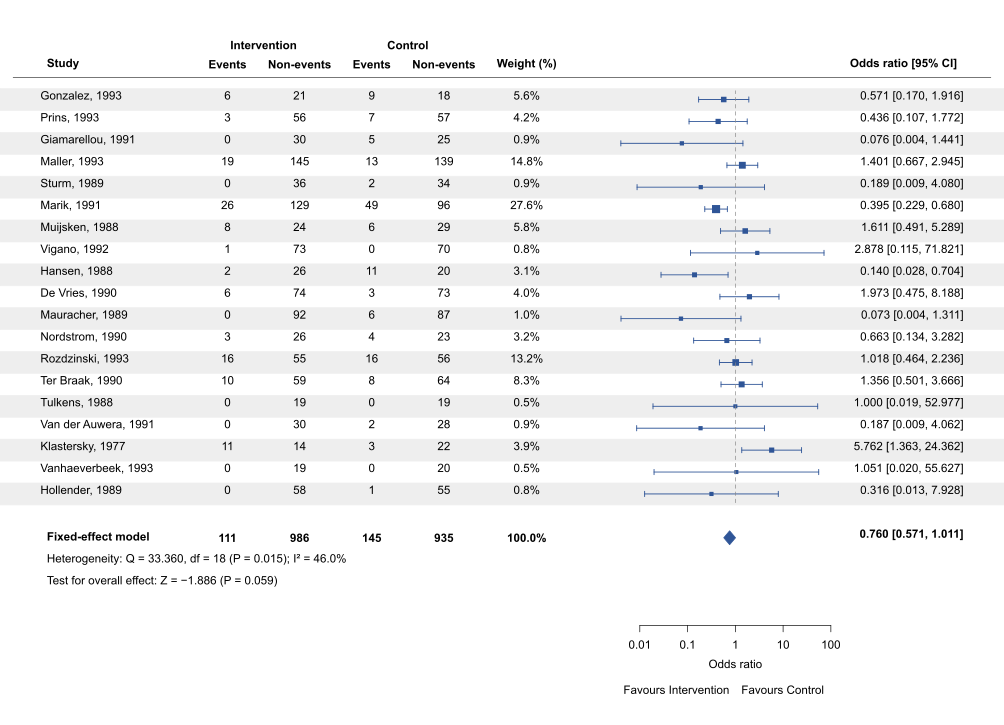 Intervention Control
Study Events Non-events Events Non-events Weight (%) Odds ratio [95% CI]
Gonzalez, 1993 6 21 9 18 5.6% 0.571 [0.170, 1.916]
Prins, 1993 3 56 7 57 4.2% 0.436 [0.107, 1.772]
Giamarellou, 1991 0 30 5 25 0.9% 0.076 [0.004, 1.441]
Maller, 1993 19 145 13 139 14.8% 1.401 [0.667, 2.945]
Sturm, 1989 0 36 2 34 0.9% 0.189 [0.009, 4.080]
Marik, 1991 26 129 49 96 27.6% 0.395 [0.229, 0.680]
Muijsken, 1988 8 24 6 29 5.8% 1.611 [0.491, 5.289]
Vigano, 1992 1 73 0 70 0.8% 2.878 [0.115, 71.821]
Hansen, 1988 2 26 11 20 3.1% 0.140 [0.028, 0.704]
De Vries, 1990 6 74 3 73 4.0% 1.973 [0.475, 8.188]
Mauracher, 1989 0 92 6 87 1.0% 0.073 [0.004, 1.311]
Nordstrom, 1990 3 26 4 23 3.2% 0.663 [0.134, 3.282]
Rozdzinski, 1993 16 55 16 56 13.2% 1.018 [0.464, 2.236]
Ter Braak, 1990 10 59 8 64 8.3% 1.356 [0.501, 3.666]
Tulkens, 1988 0 19 0 19 0.5% 1.000 [0.019, 52.977]
Van der Auwera, 1991 0 30 2 28 0.9% 0.187 [0.009, 4.062]
Klastersky, 1977 11 14 3 22 3.9% 5.762 [1.363, 24.362]
Vanhaeverbeek, 1993 0 19 0 20 0.5% 1.051 [0.020, 55.627]
Hollender, 1989 0 58 1 55 0.8% 0.316 [0.013, 7.928]
Fixed-effect model 111 986 145 935 100.0% 0.760 [0.571, 1.011]
Heterogeneity: Q = 33.360, df = 18 (P = 0.015); I² = 46.0%
Test for overall effect: Z = −1.886 (P = 0.059)
0.01 0.1 1 10 100
Odds ratio
Favours Intervention Favours Control